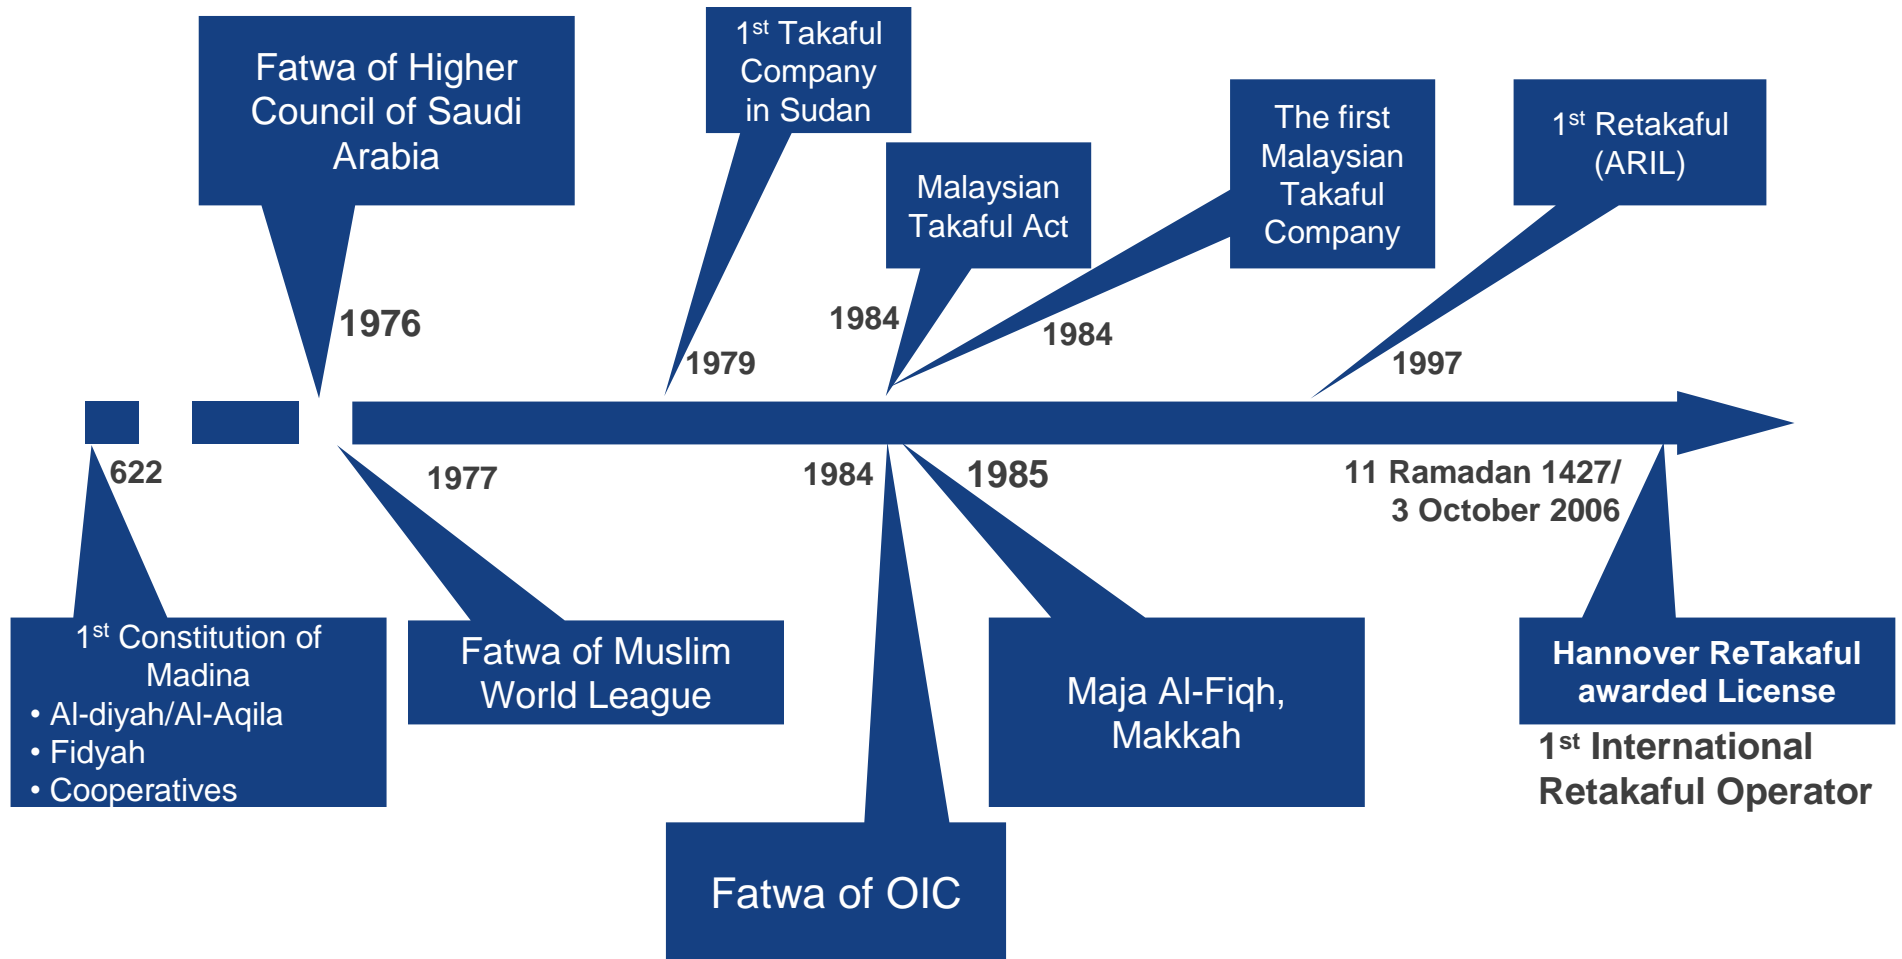 Fatwa of Higher
Council of Saudi
Arabia
1976
1st Takaful
Company
in Sudan
1979
Malaysian
Takaful Act
1984
The first
Malaysian
Takaful
Company
1984
1st Retakaful
(ARIL)
1997
622
1st Constitution of
Madina
• Al-diyah/Al-Aqila
• Fidyah
• Cooperatives
1977
Fatwa of Muslim
World League
1984
Fatwa of OIC
1985
Maja Al-Fiqh,
Makkah
11 Ramadan 1427/
3 October 2006
Hannover ReTakaful
awarded License
1st International
Retakaful Operator